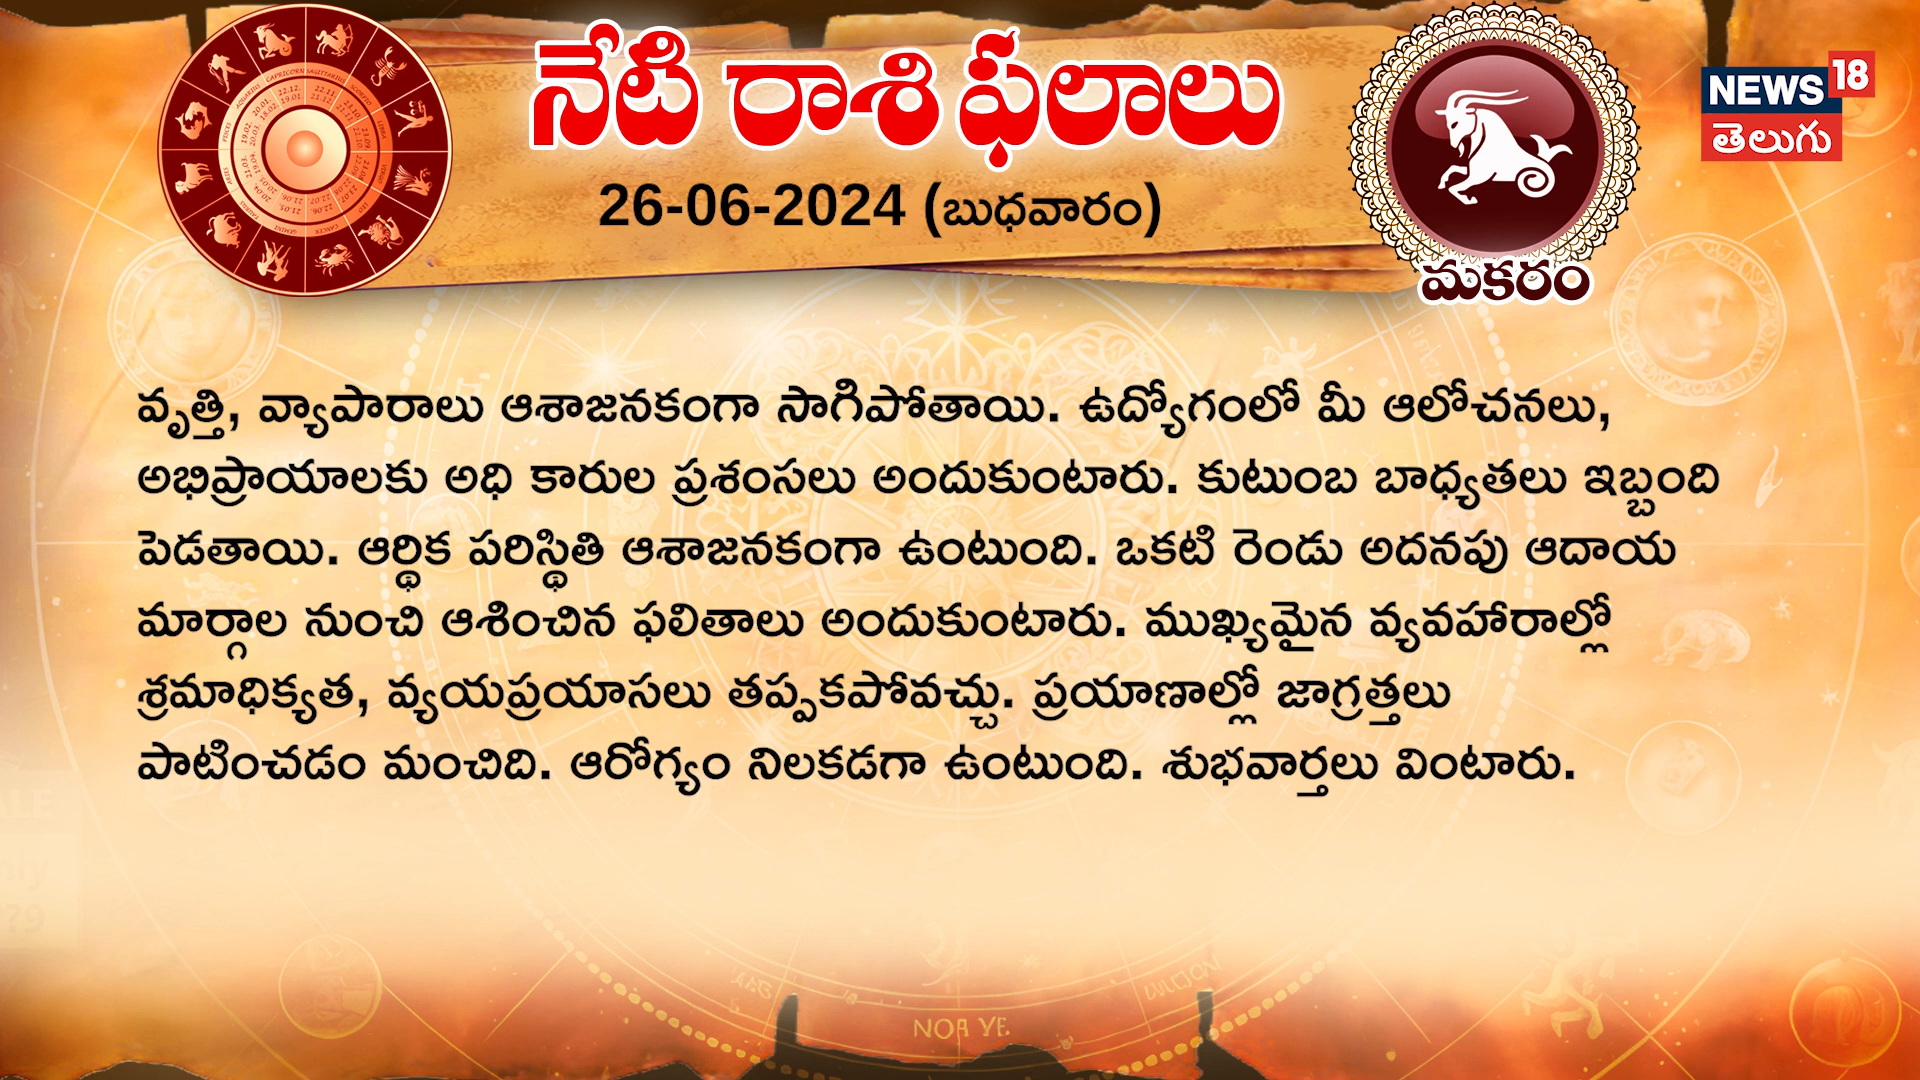 నేటి రాశి ఫలాలు
26-06-2024 (బుధవారం)
మకరం
NEWS 18
తెలుగు
వృత్తి, వ్యాపారాలు ఆశాజనకంగా సాగిపోతాయి. ఉద్యోగంలో మీ ఆలోచనలు,
అభిప్రాయాలకు అధి కారుల ప్రశంసలు అందుకుంటారు. కుటుంబ బాధ్యతలు ఇబ్బంది
పెడతాయి. ఆర్థిక పరిస్థితి ఆశాజనకంగా ఉంటుంది. ఒకటి రెండు అదనపు ఆదాయ
మార్గాల నుంచి ఆశించిన ఫలితాలు అందుకుంటారు. ముఖ్యమైన వ్యవహారాల్లో
శ్రమాధిక్యత, వ్యయప్రయాసలు తప్పకపోవచ్చు. ప్రయాణాల్లో జాగ్రత్తలు
పాటించడం మంచిది. ఆరోగ్యం నిలకడగా ఉంటుంది. శుభవార్తలు వింటారు.